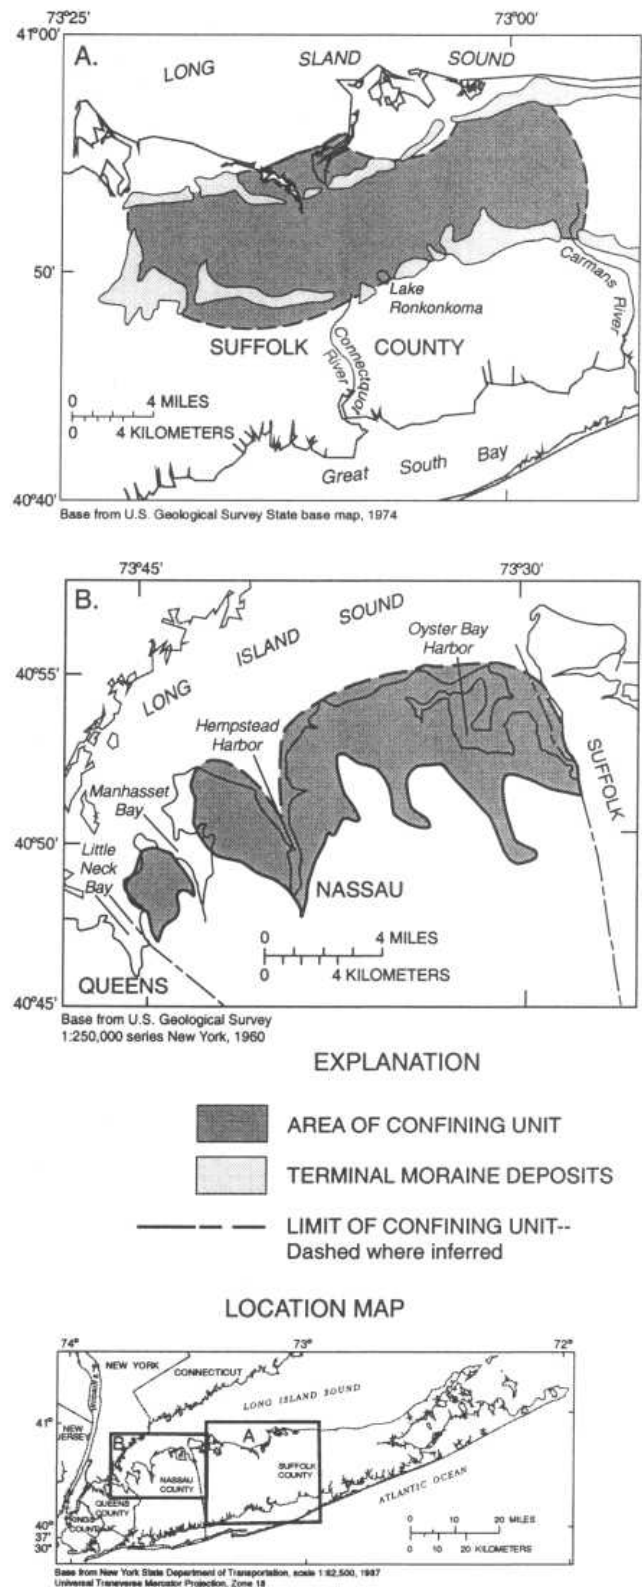 73°25'
73°00'
41°00'
A.
LONG
SLAND
SOUND
50'
Lake
Ronkonkoma
Carmans
River
SUFFOLK
COUNTY
Connectquot
River
0 4 MILES
0 4 KILOMETERS
Great South Bay
40°40'
Base from U.S. Geological Survey State base map, 1974
73°45'
73°30'
B.
40°55'
LONG
ISLAND
SOUND
Oyster Bay
Harbor
Hempstead
Harbor
SUFFOLK
Manhasset
Bay
40°50'
Little
Neck
Bay
NASSAU
0 4 MILES
0 4 KILOMETERS
QUEENS
40°45'
Base from U.S. Geological Survey
1:250,000 series New York, 1960
EXPLANATION
AREA OF CONFINING UNIT
TERMINAL MORAINE DEPOSITS
LIMIT OF CONFINING UNIT--
Dashed where inferred
LOCATION MAP
74°
73°
72°
NEW YORK
CONNECTICUT
LONG ISLAND SOUND
41°
NEW
JERSEY
B
A
NASSAU
COUNTY
SUFFOLK
COUNTY
QUEENS
COUNTY
KINGS
ATLANTIC OCEAN
40°
37'
30"
0 10 20 MILES
0 10 20 KILOMETERS
Base from New York State Department of Transportation, scale 1:62,500, 1987
Universal Transverse Mercator Projection, Zone 18